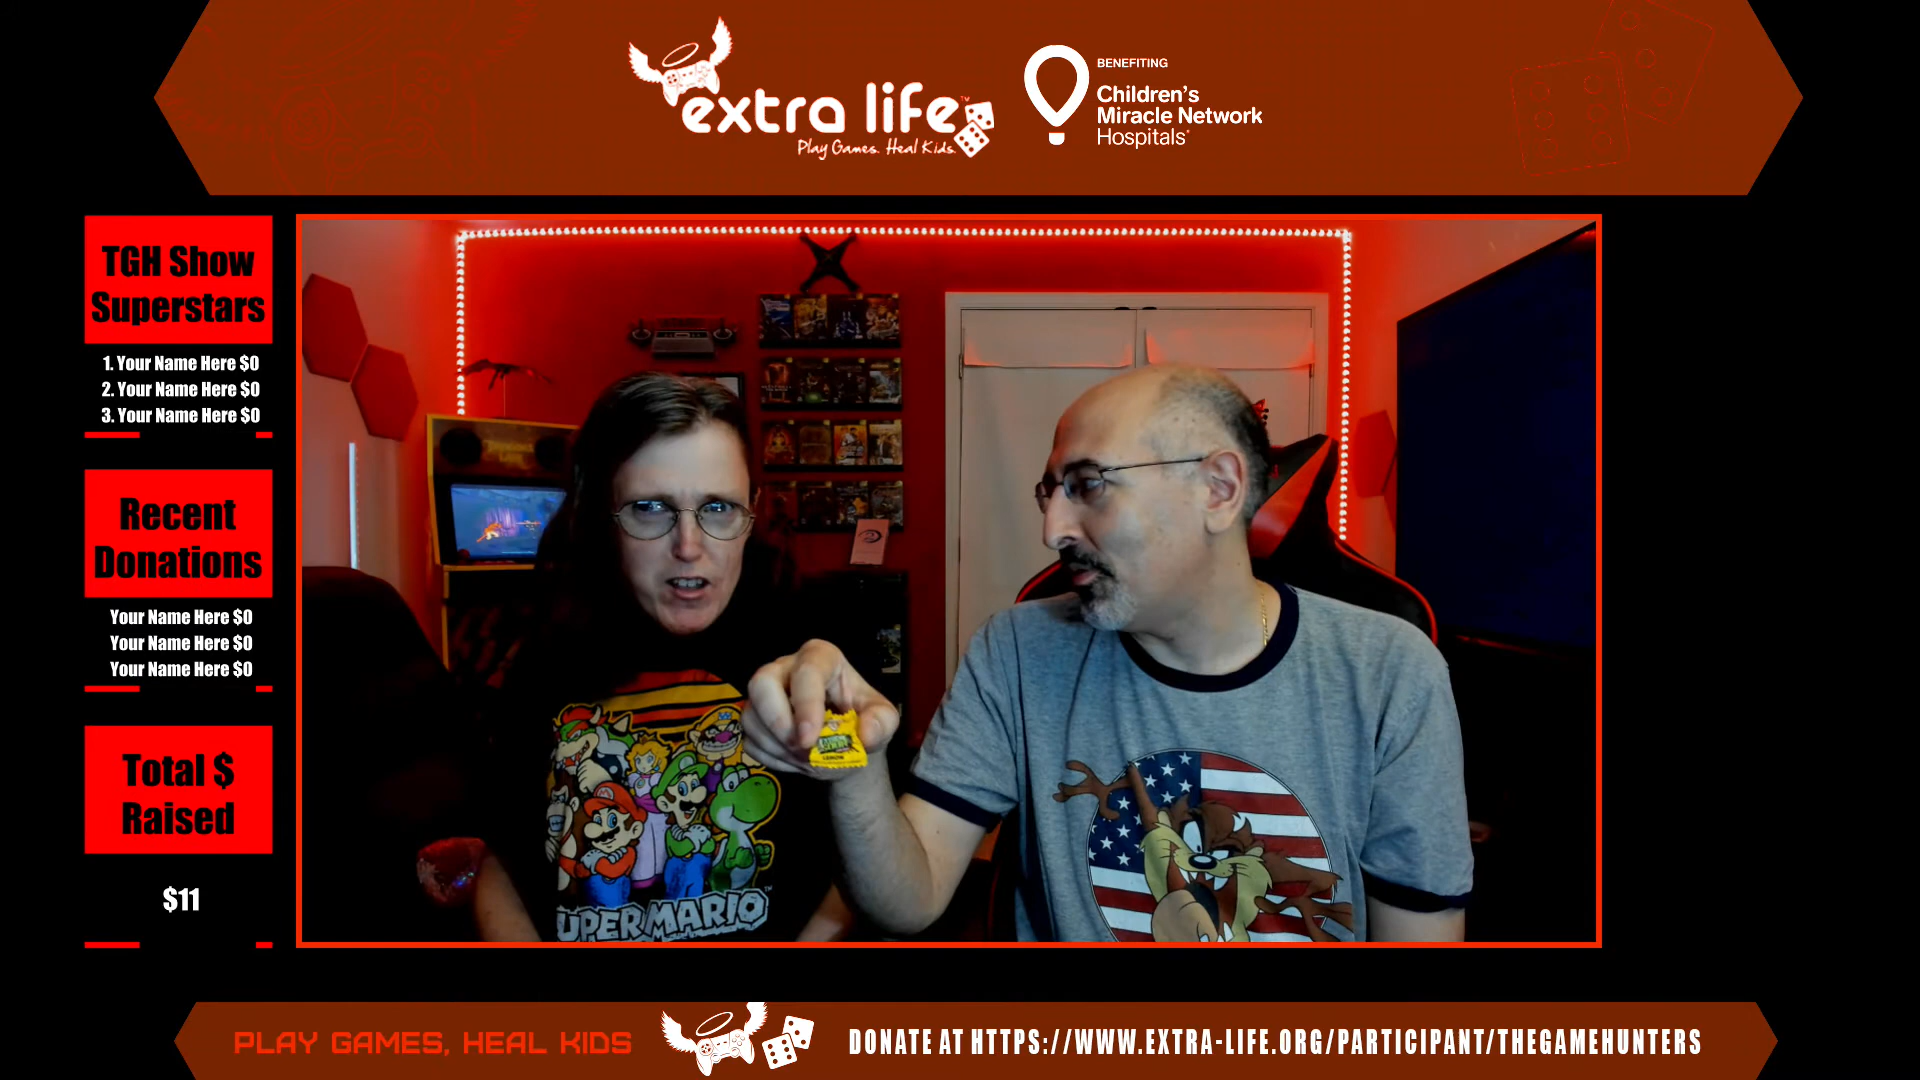 extra life™
Play Games. Heal Kids.
BENEFITING
Children's
Miracle Network
Hospitals®
TGH Show
Superstars
1. Your Name Here $0
2. Your Name Here $0
3. Your Name Here $0
Recent
Donations
Your Name Here $0
Your Name Here $0
Your Name Here $0
Total $
Raised
$11
LEMON
UPER MARIO™
PLAY GAMES, HEAL KIDS
DONATE AT HTTPS://WWW.EXTRA-LIFE.ORG/PARTICIPANT/THEGAMEHUNTERS